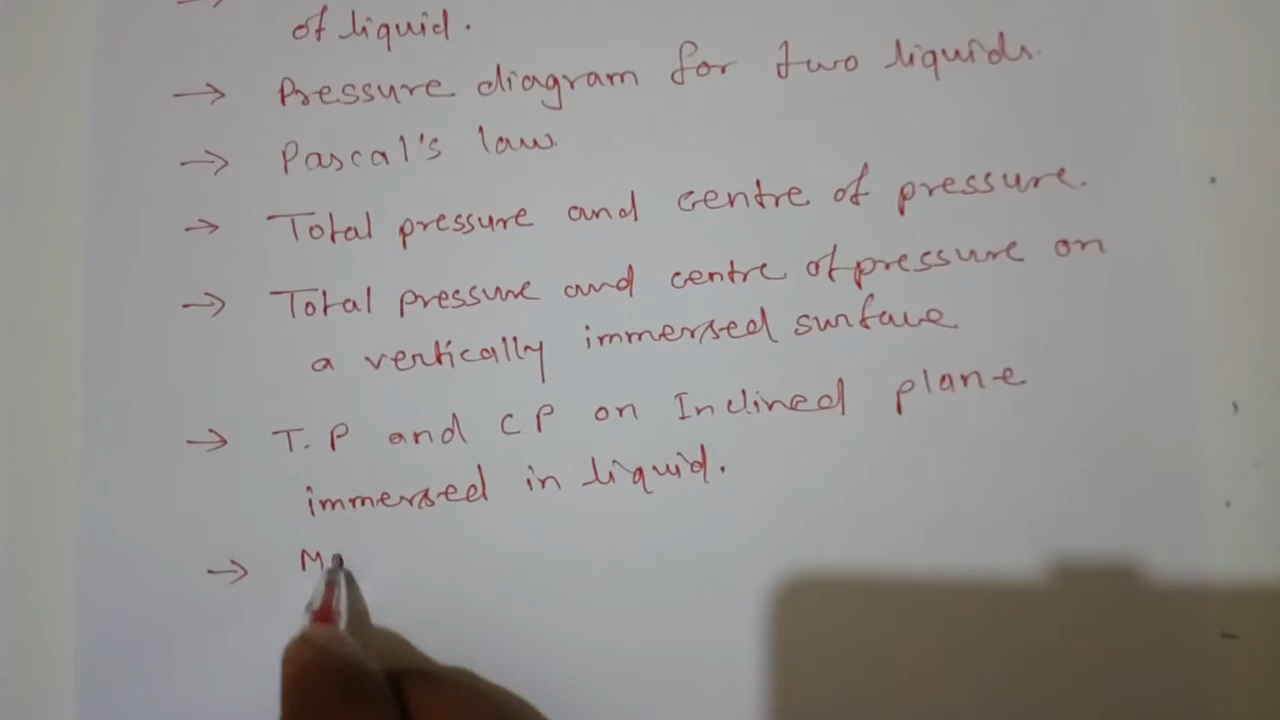 of liquid.
→ Pressure diagram for two liquids.
→ Pascal's law.
→ Total pressure and centre of pressure.
→ Total pressure and centre of pressure on
a vertically immersed surface
→ T.P and CP on Inclined plane
immersed in liquid.
→